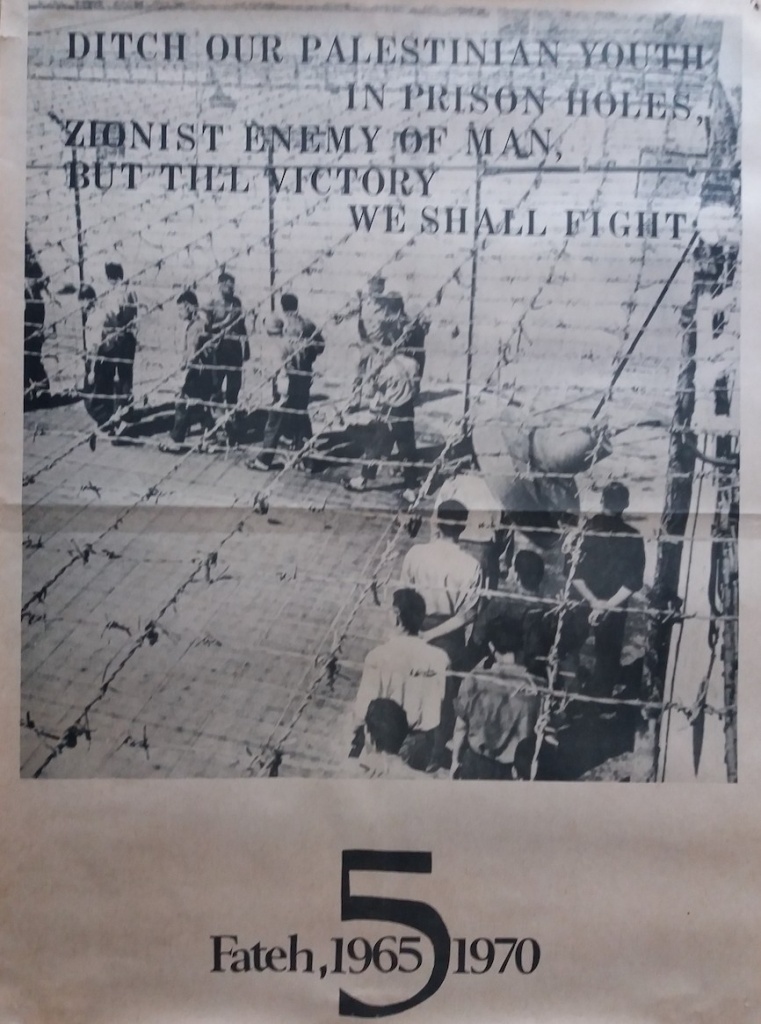 DITCH OUR PALESTINIAN YOUTH
IN PRISON HOLES,
ZIONIST ENEMY OF MAN,
BUT TILL VICTORY
WE SHALL FIGHT.
5
Fateh, 1965 1970